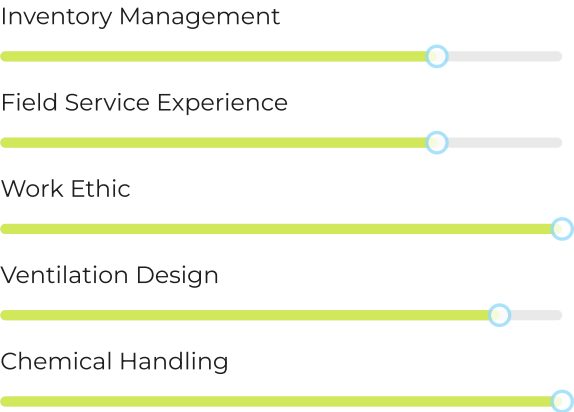 Inventory Management
Field Service Experience
Work Ethic
Ventilation Design
Chemical Handling